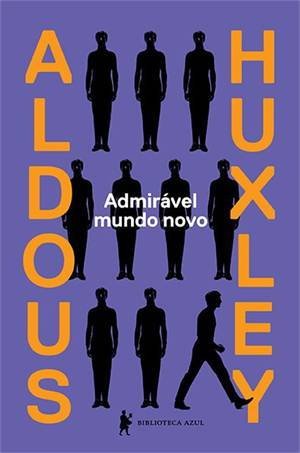 ALDOUS
HUXLEY
Admirável
mundo novo
BIBLIOTECA AZUL